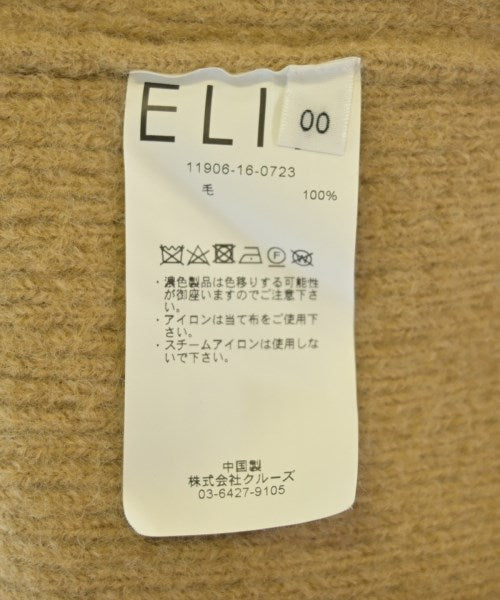 ELI
00
11906-16-0723
毛 100%
・濃色製品は色移りする可能性
が御座いますのでご注意下さ
い。
・アイロンは当て布をご使用下
さい。
・スチームアイロンは使用しな
いで下さい。
中国製
株式会社クルーズ
03-6427-9105